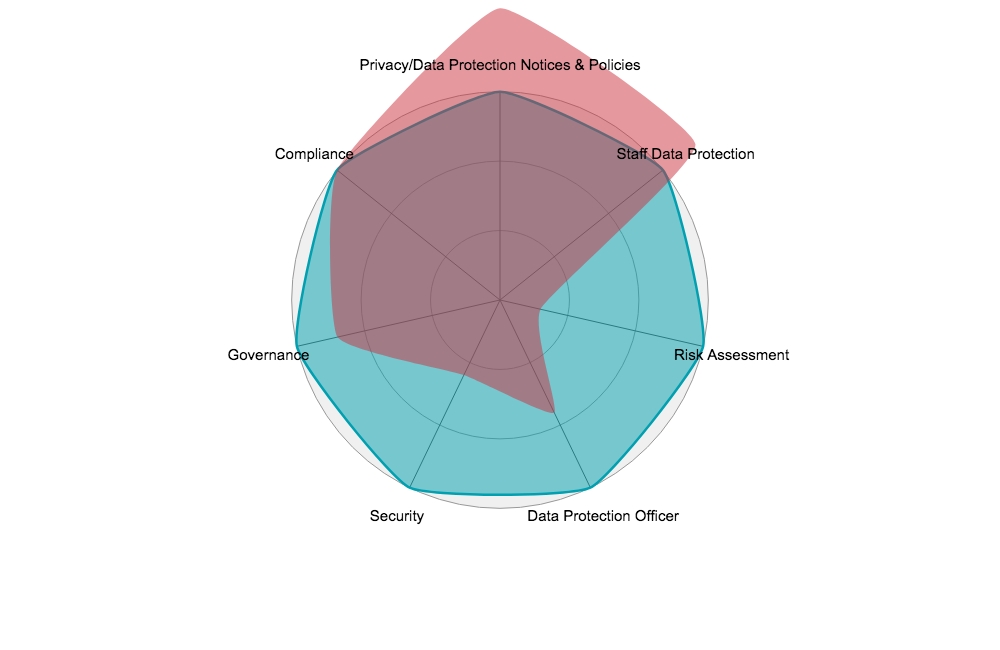 Privacy/Data Protection Notices & Policies
Compliance
Staff Data Protection
Governance
Risk Assessment
Security
Data Protection Officer